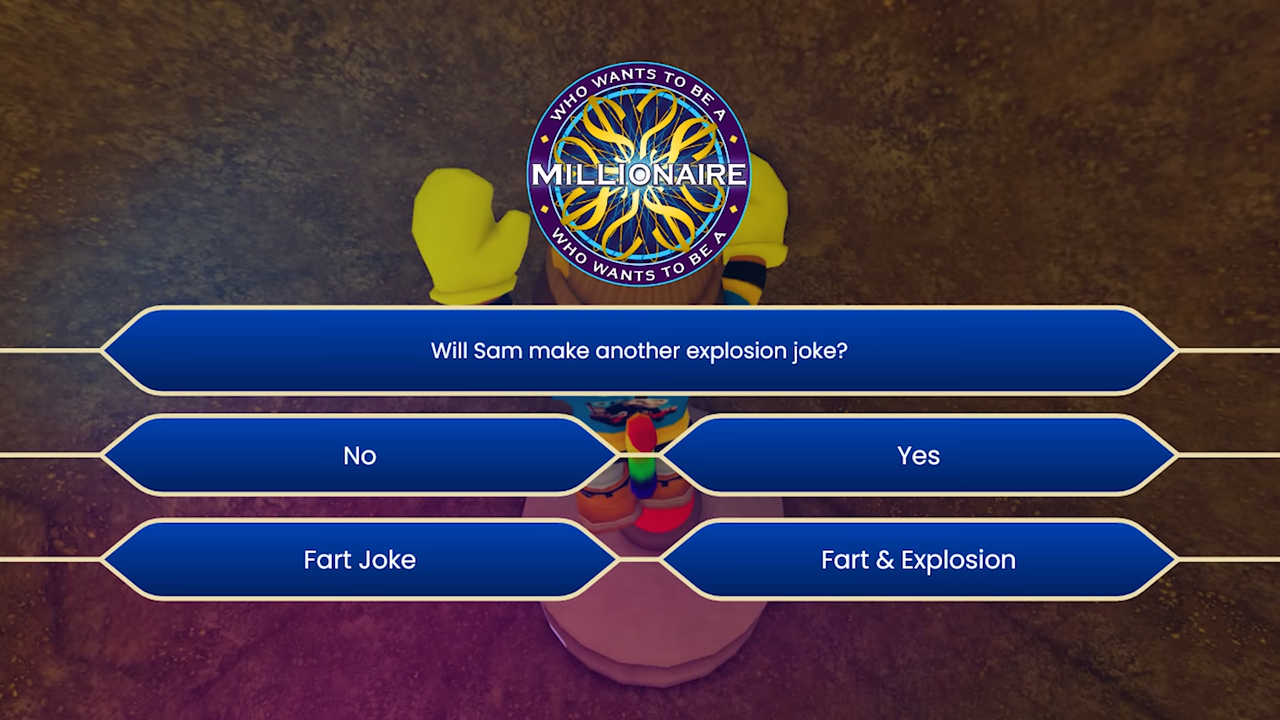 WHO WANTS TO BE A
MILLIONAIRE
WHO WANTS TO BE A
Will Sam make another explosion joke?
No
Yes
Fart Joke
Fart & Explosion